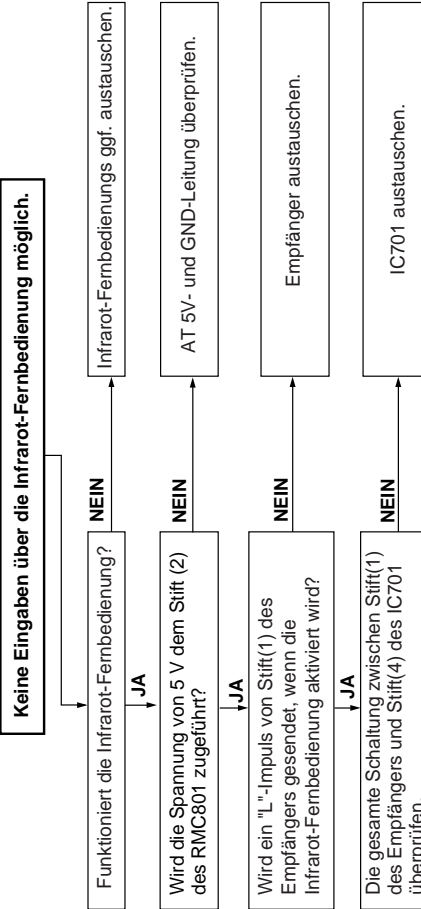 Keine Eingaben über die Infrarot-Fernbedienung möglich.
Funktioniert die Infrarot-Fernbedienung?
NEIN
Infrarot-Fernbedienungs ggf. austauschen.
JA
Wird die Spannung von 5 V dem Stift (2)
des RMC801 zugeführt?
NEIN
AT 5V- und GND-Leitung überprüfen.
JA
Wird ein "L"-Impuls von Stift(1) des
Empfängers gesendet, wenn die
Infrarot-Fernbedienung aktiviert wird?
NEIN
Empfänger austauschen.
JA
Die gesamte Schaltung zwischen Stift(1)
des Empfängers und Stift(4) des IC701
überprüfen
NEIN
IC701 austauschen.